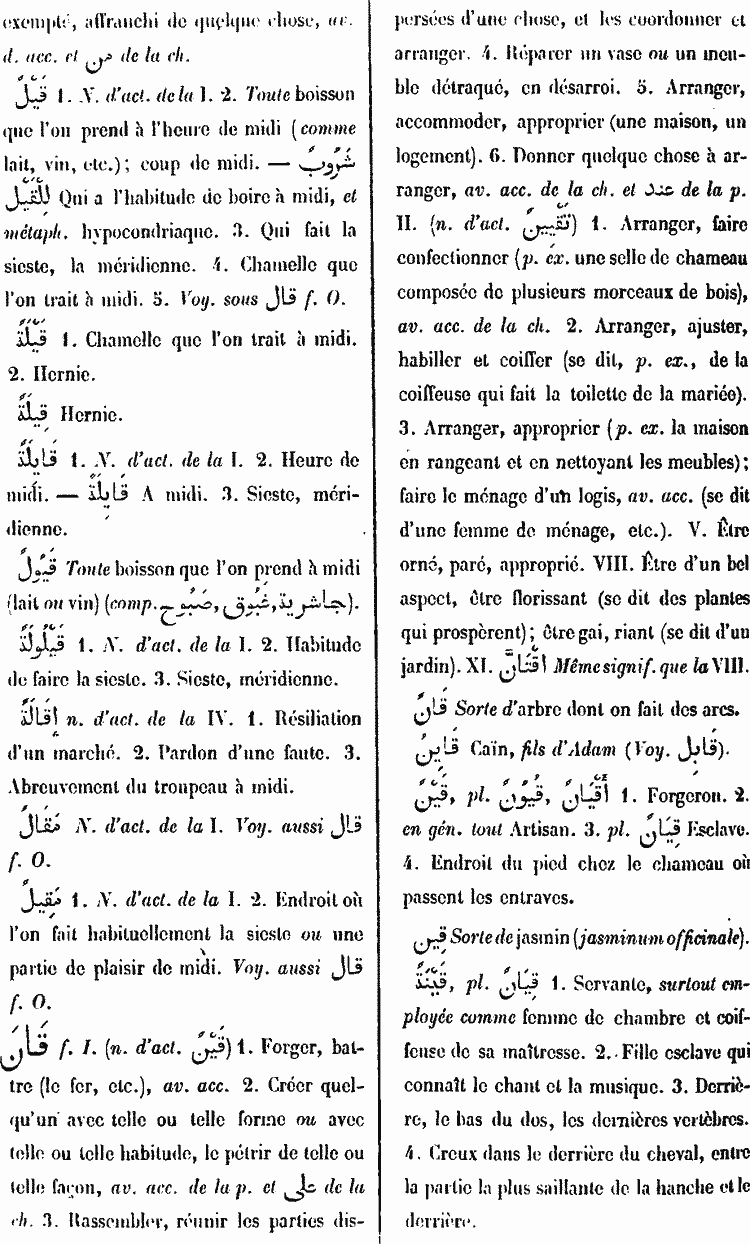 exempté, affranchi de quelque chose, av.
d. acc. et من de la ch.
قَيْلٌ 1. N. d'act. de la I. 2. Toute boisson
que l'on prend à l'heure de midi (comme
lait, vin, etc.); coup de midi. — شَرُوبٌ
لِلْقَيْلِ Qui a l'habitude de boire à midi, et
métaph. hypocondriaque. 3. Qui fait la
sieste, la méridienne. 4. Chamelle que
l'on trait à midi. 5. Voy. sous قال f. O.
قَيْلَةٌ 1. Chamelle que l'on trait à midi.
2. Hernie.
قِيلَةٌ Hernie.
قَايِلَةٌ 1. N. d'act. de la I. 2. Heure de
midi. — قَايِلَةً A midi. 3. Sieste, méri-
dienne.
قَيُولٌ Toute boisson que l'on prend à midi
(lait ou vin) (comp. صَبُوح, غَبُوق, جاشرية).
قَيْلُولَةٌ 1. N. d'act. de la I. 2. Habitude
de faire la sieste. 3. Sieste, méridienne.
إقَالَةٌ n. d'act. de la IV. 1. Résiliation
d'un marché. 2. Pardon d'une faute. 3.
Abreuvement du troupeau à midi.
مَقَالٌ N. d'act. de la I. Voy. aussi قال
f. O.
مَقِيلٌ 1. N. d'act. de la I. 2. Endroit où
l'on fait habituellement la sieste ou une
partie de plaisir de midi. Voy. aussi قال
f. O.
قَانَ f. I. (n. d'act. قَيْنٌ) 1. Forger, bat-
tre (le fer, etc.), av. acc. 2. Créer quel-
qu'un avec telle ou telle forme ou avec
telle ou telle habitude, le pétrir de telle ou
telle façon, av. acc. de la p. et على de la
ch. 3. Rassembler, réunir les parties dis-
persées d'une chose, et les coordonner et
arranger. 4. Réparer un vase ou un meu-
ble détraqué, en désarroi. 5. Arranger,
accommoder, approprier (une maison, un
logement). 6. Donner quelque chose à ar-
ranger, av. acc. de la ch. et عند de la p.
II. (n. d'act. تَقْيِينٌ) 1. Arranger, faire
confectionner (p. ex. une selle de chameau
composée de plusieurs morceaux de bois),
av. acc. de la ch. 2. Arranger, ajuster,
habiller et coiffer (se dit, p. ex., de la
coiffeuse qui fait la toilette de la mariée).
3. Arranger, approprier (p. ex. la maison
en rangeant et en nettoyant les meubles);
faire le ménage d'un logis, av. acc. (se dit
d'une femme de ménage, etc.). V. Être
orné, paré, approprié. VIII. Être d'un bel
aspect, être florissant (se dit des plantes
qui prospèrent); être gai, riant (se dit d'un
jardin). XI. إقْتَانَّ Même signif. que la VIII.
قَانٌ Sorte d'arbre dont on fait des arcs.
قَايِنُ Caïn, fils d'Adam (Voy. قَابِل).
قَيْنٌ, pl. قُيُونٌ, أَقْيَانٌ 1. Forgeron. 2.
en gén. tout Artisan. 3. pl. قِيَانٌ Esclave.
4. Endroit du pied chez le chameau où
passent les entraves.
قين Sorte de jasmin (jasminum officinale).
قَيْنَةٌ, pl. قِيَانٌ 1. Servante, surtout em-
ployée comme femme de chambre et coif-
feuse de sa maîtresse. 2. Fille esclave qui
connaît le chant et la musique. 3. Derriè-
re, le bas du dos, les dernières vertèbres.
4. Creux dans le derrière du cheval, entre
la partie la plus saillante de la hanche et le
derrière.